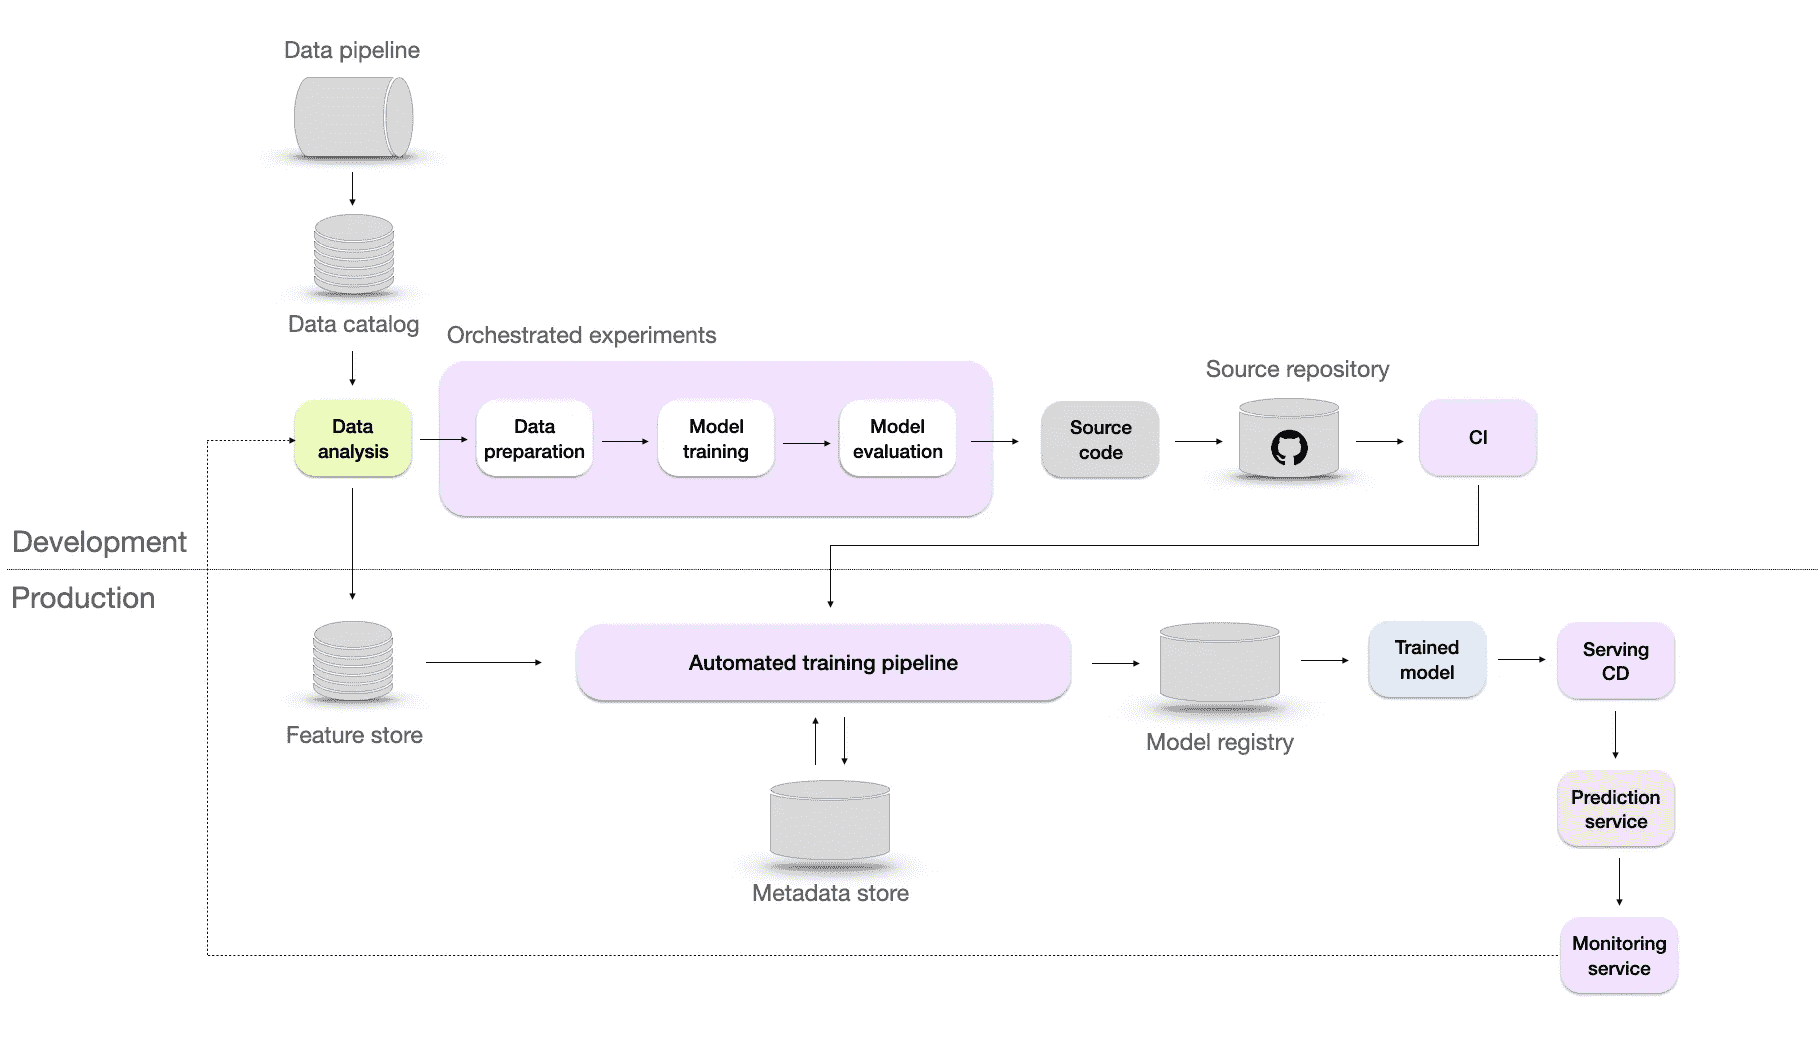 Data pipeline
Data catalog
Orchestrated experiments
Source repository
Data
analysis
Data
preparation
Model
training
Model
evaluation
Source
code
CI
Development
Production
Feature store
Automated training pipeline
Metadata store
Model registry
Trained
model
Serving
CD
Prediction
service
Monitoring
service